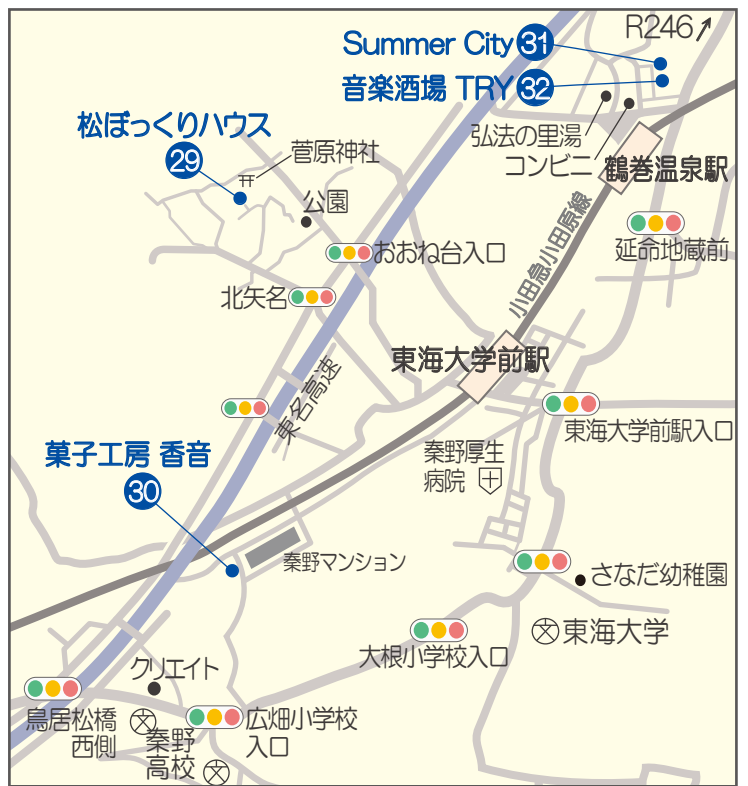 R246
Summer City 31
音楽酒場 TRY 32
松ぼっくりハウス
29
菅原神社
弘法の里湯
コンビニ
鶴巻温泉駅
公園
おおね台入口
延命地蔵前
小田急小田原線
北矢名
東海大学前駅
東名高速
東海大学前駅入口
菓子工房 香音
30
秦野厚生
病院
秦野マンション
さなだ幼稚園
東海大学
文
大根小学校入口
クリエイト
鳥居松橋
西側
文
秦野
高校
文
広畑小学校
入口